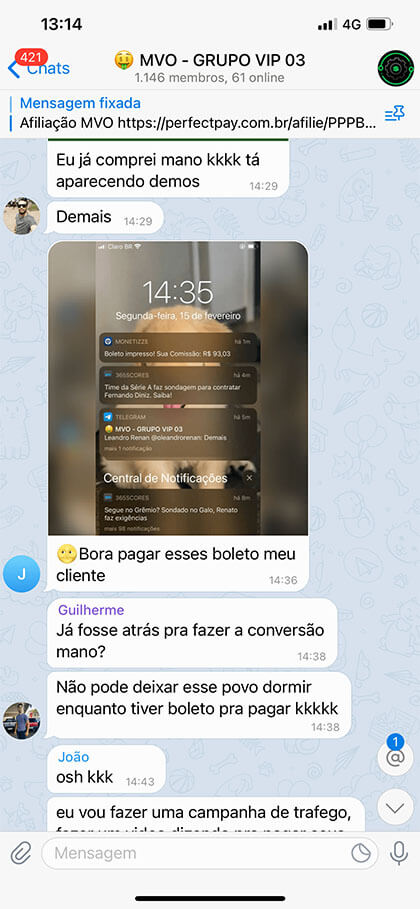 13:14
4G
421
Chats
🤑 MVO - GRUPO VIP 03
1.146 membros, 61 online
Mensagem fixada
Afiliação MVO https://perfectpay.com.br/afilie/PPPB...
Eu já comprei mano kkkk tá
aparecendo demos
14:29
Demais
14:29
Claro BR
14:35
Segunda-feira, 15 de fevereiro
MONETIZZE
há 1m
Boleto impresso! Sua Comissão: R$ 93,03
365SCORES
há 4m
Time da Série A faz sondagem para contratar
Fernando Diniz. Saiba!
TELEGRAM
há 5m
🤑 MVO - GRUPO VIP 03
Leandro Renan @oleandrorenan: Demais
mais 1 notificação
Central de Notificações
365SCORES
há 8m
Segue no Grêmio? Sondado no Galo, Renato
faz exigências
mais 98 notificações
Bora pagar esses boleto meu
cliente
14:36
J
Guilherme
Já fosse atrás pra fazer a conversão
mano?
14:38
Não pode deixar esse povo dormir
enquanto tiver boleto pra pagar kkkkk
14:38
João
osh kkk
14:43
1
@
eu vou fazer uma campanha de trafego,
Mensagem